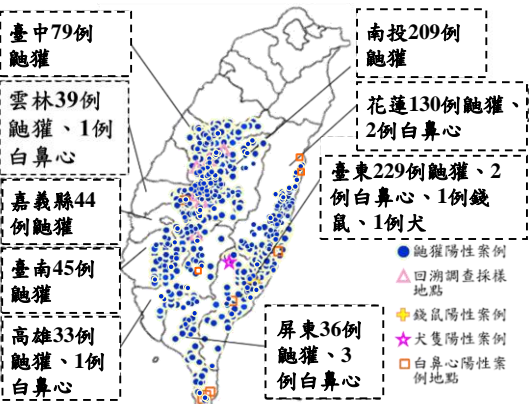 臺中79例
鼬獾
南投209例
鼬獾
雲林39例
鼬獾、1例
白鼻心
花蓮130例鼬獾、
2例白鼻心
臺東229例鼬獾、2
例白鼻心、1例錢
鼠、1例犬
嘉義縣44
例鼬獾
臺南45例
鼬獾
高雄33例
鼬獾、1例
白鼻心
屏東36例
鼬獾、3
例白鼻心
鼬獾陽性案例
回溯調查採樣
地點
錢鼠陽性案例
犬隻陽性案例
白鼻心陽性案
例地點